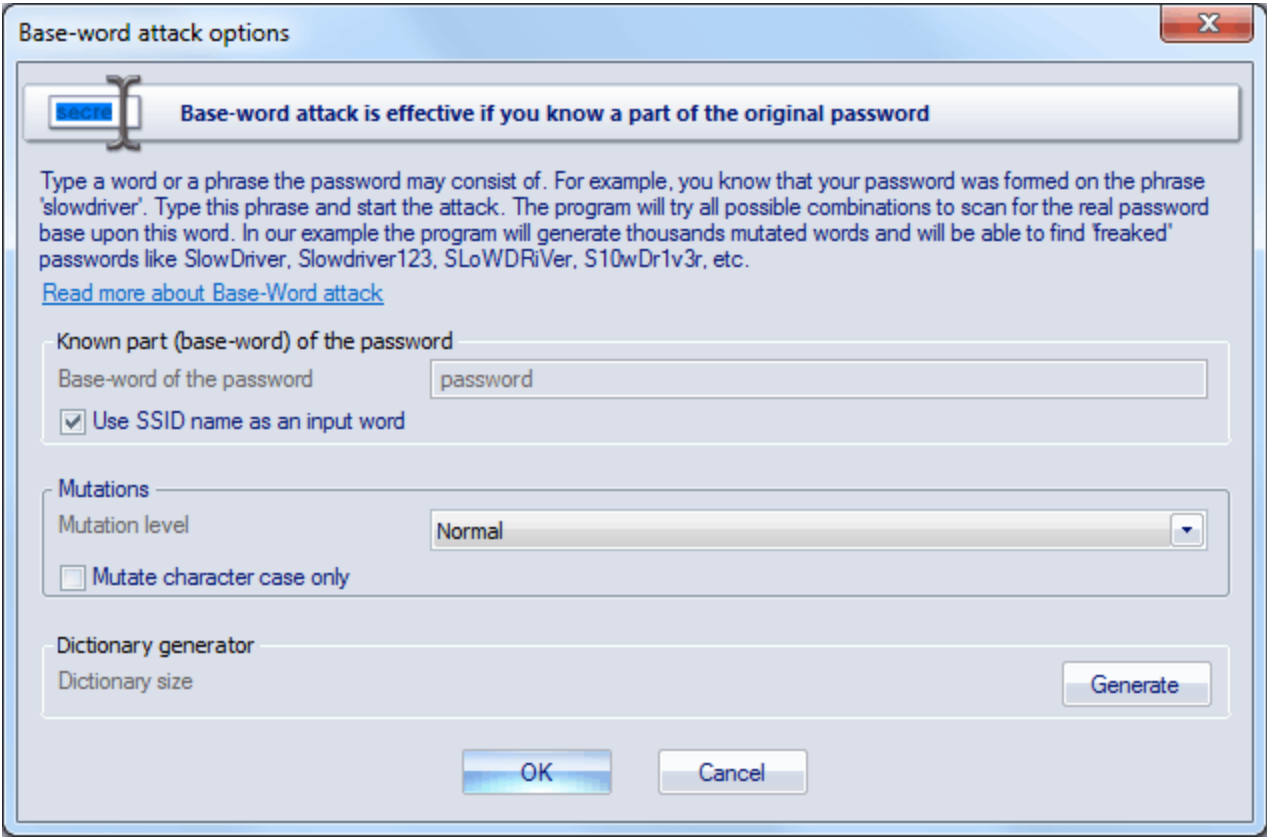 Base-word attack options
secre
Base-word attack is effective if you know a part of the original password
Type a word or a phrase the password may consist of. For example, you know that your password was formed on the phrase
'slowdriver'. Type this phrase and start the attack. The program will try all possible combinations to scan for the real password
base upon this word. In our example the program will generate thousands mutated words and will be able to find 'freaked'
passwords like SlowDriver, Slowdriver123, SLoWDRiVer, S10wDr1v3r, etc.
Read more about Base-Word attack
Known part (base-word) of the password
Base-word of the password
password
Use SSID name as an input word
Mutations
Mutation level
Normal
Mutate character case only
Dictionary generator
Dictionary size
Generate
OK
Cancel